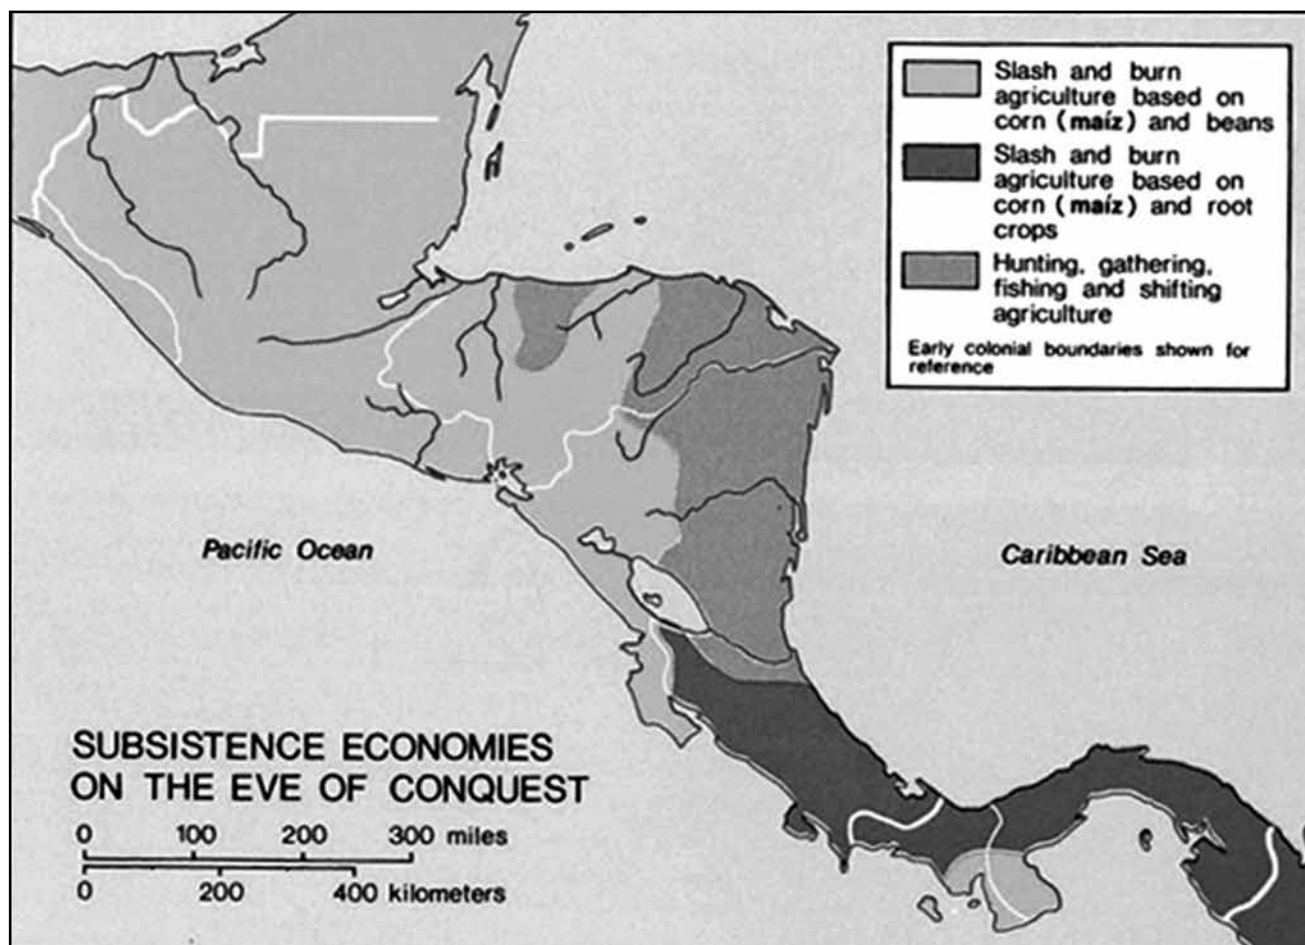 Slash and burn
agriculture based on
corn (maíz) and beans
Slash and burn
agriculture based on
corn (maíz) and root
crops
Hunting, gathering,
fishing and shifting
agriculture
Early colonial boundaries shown for
reference
Pacific Ocean
Caribbean Sea
SUBSISTENCE ECONOMIES
ON THE EVE OF CONQUEST
0 100 200 300 miles
0 200 400 kilometers